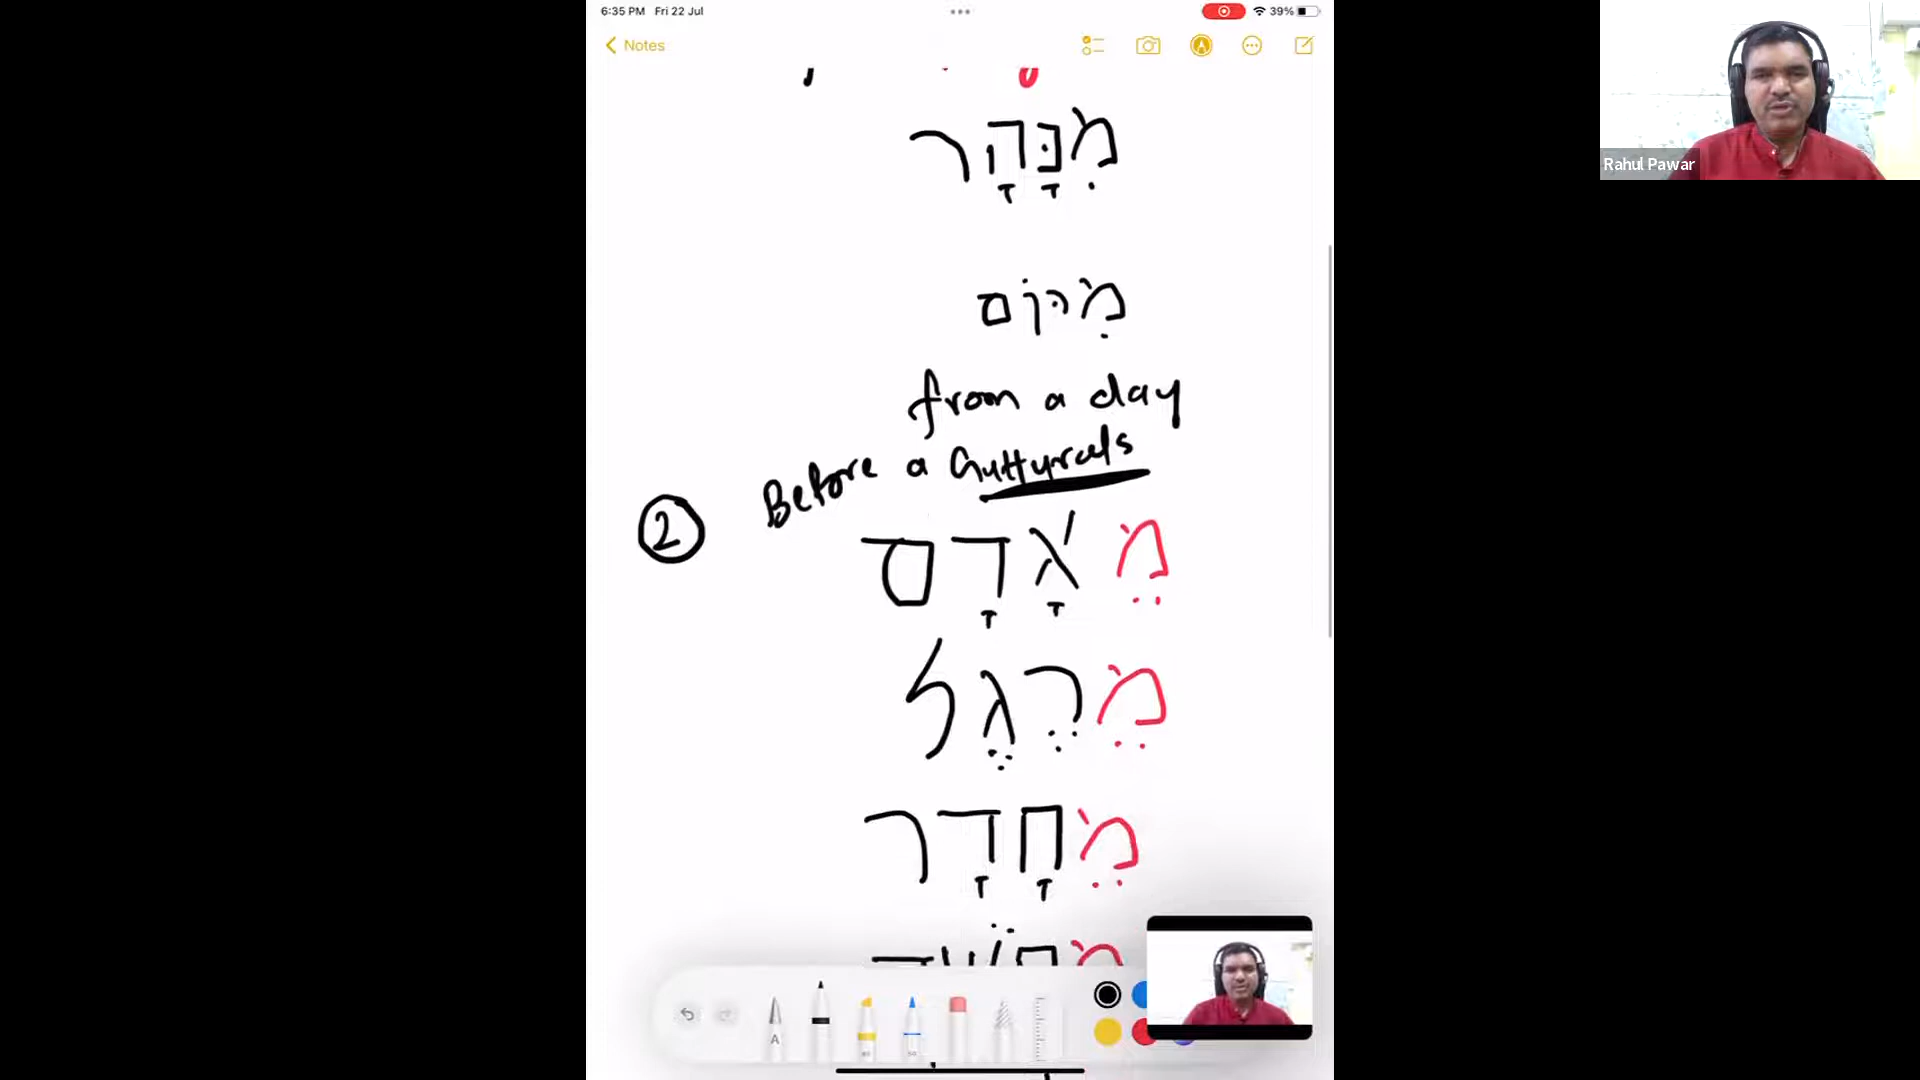 6:35 PM Fri 22 Jul
39%
Notes
Rahul Pawar
מִנָּהָר
מִיּוֹם
from a day
Before a Gutturals
2
מֵאָדָם
מֵרֶגֶל
מֵחָדָר